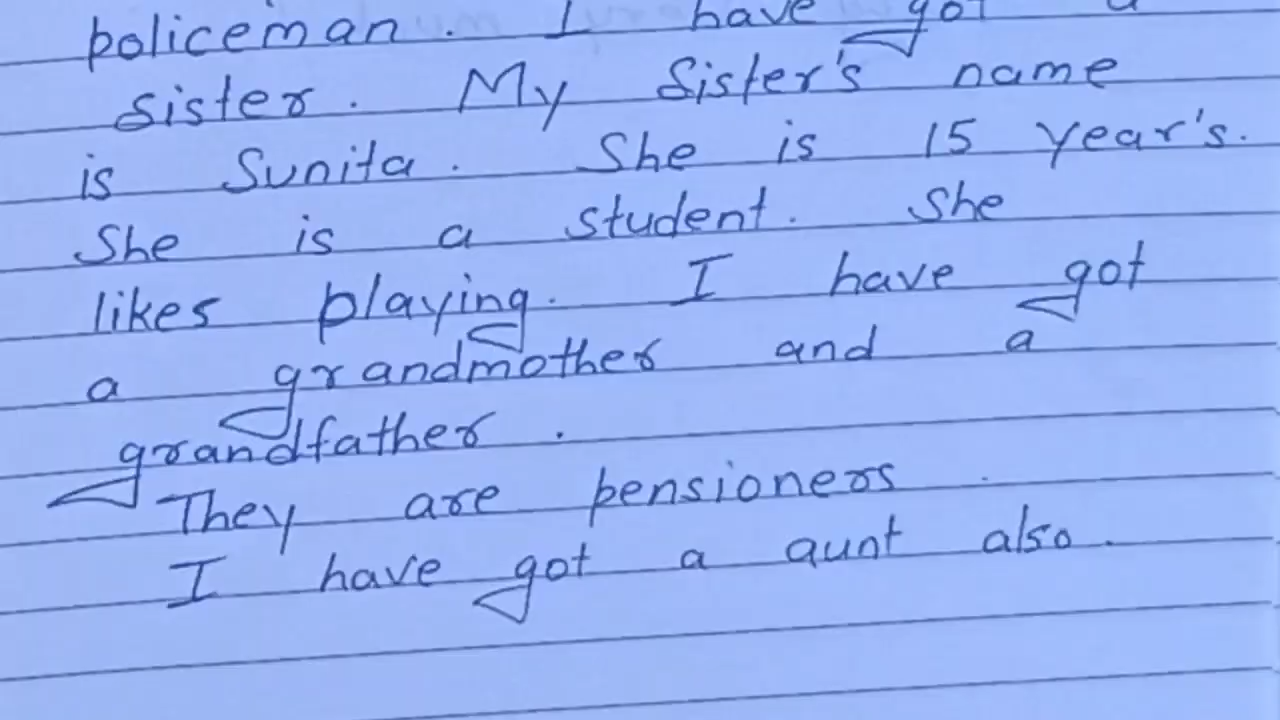 policeman. I have got a
sister. My Sister's name
is Sunita. She is 15 year's.
She is a student. She
likes playing. I have got
a grandmother and a
grandfather.
They are pensioners.
I have got a aunt also.